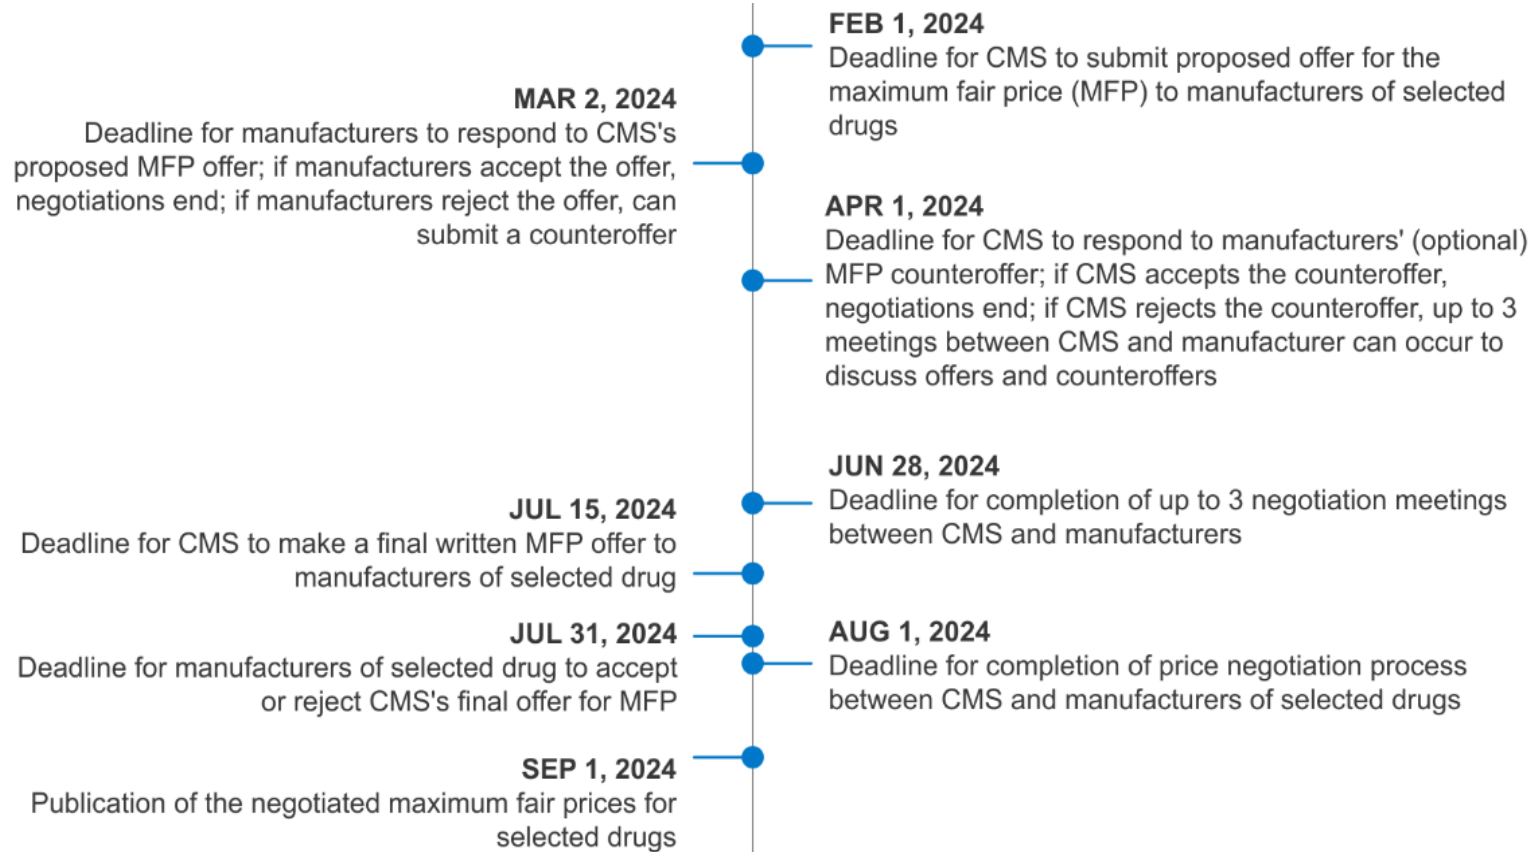 FEB 1, 2024
Deadline for CMS to submit proposed offer for the
maximum fair price (MFP) to manufacturers of selected
drugs
MAR 2, 2024
Deadline for manufacturers to respond to CMS's
proposed MFP offer; if manufacturers accept the offer,
negotiations end; if manufacturers reject the offer, can
submit a counteroffer
APR 1, 2024
Deadline for CMS to respond to manufacturers' (optional)
MFP counteroffer; if CMS accepts the counteroffer,
negotiations end; if CMS rejects the counteroffer, up to 3
meetings between CMS and manufacturer can occur to
discuss offers and counteroffers
JUN 28, 2024
Deadline for completion of up to 3 negotiation meetings
between CMS and manufacturers
JUL 15, 2024
Deadline for CMS to make a final written MFP offer to
manufacturers of selected drug
JUL 31, 2024
Deadline for manufacturers of selected drug to accept
or reject CMS's final offer for MFP
AUG 1, 2024
Deadline for completion of price negotiation process
between CMS and manufacturers of selected drugs
SEP 1, 2024
Publication of the negotiated maximum fair prices for
selected drugs